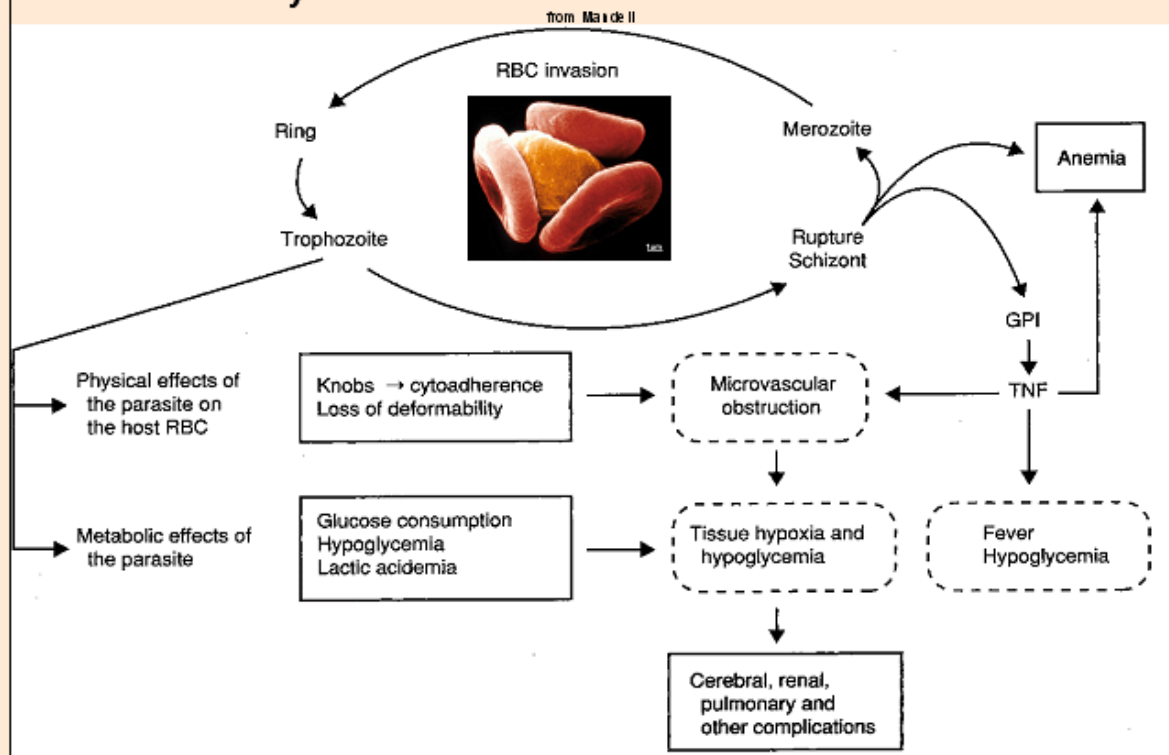 from Mandell
RBC invasion
Ring
Merozoite
Anemia
Trophozoite
Rupture
Schizont
GPI
Physical effects of
the parasite on
the host RBC
Knobs → cytoadherence
Loss of deformability
Microvascular
obstruction
TNF
Metabolic effects of
the parasite
Glucose consumption
Hypoglycemia
Lactic acidemia
Tissue hypoxia and
hypoglycemia
Fever
Hypoglycemia
Cerebral, renal,
pulmonary and
other complications